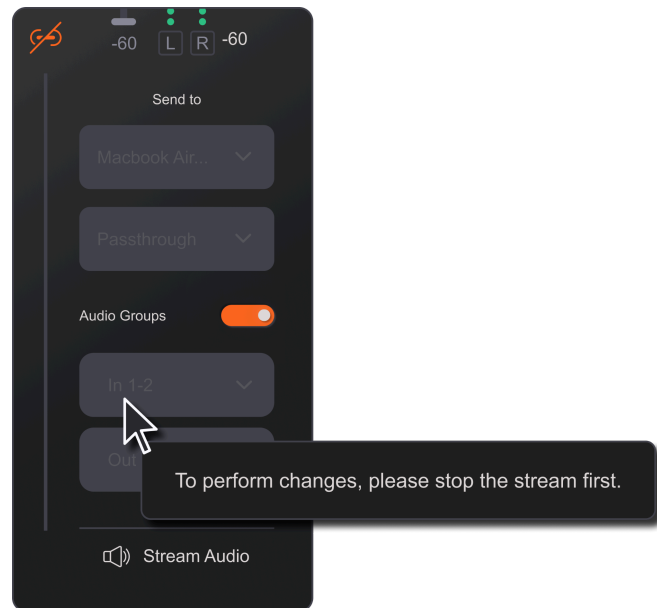 -60 L R -60
Send to
Macbook Air...
Passthrough
Audio Groups
In 1-2
Out
To perform changes, please stop the stream first.
Stream Audio